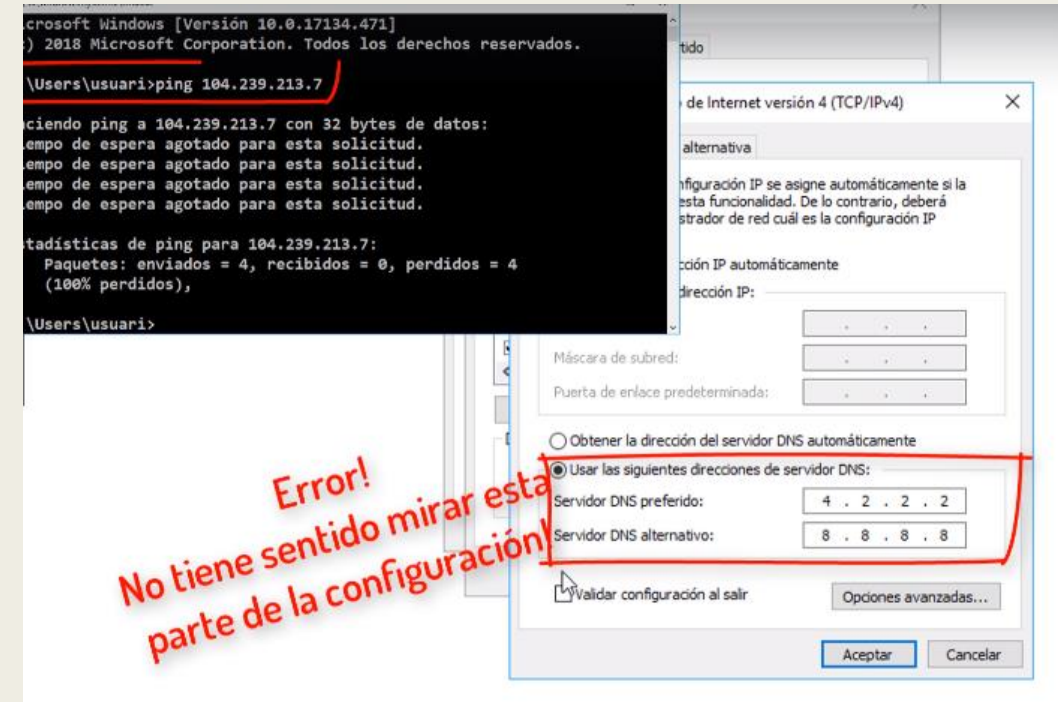 crosoft Windows [Versión 10.0.17134.471]
) 2018 Microsoft Corporation. Todos los derechos reservados.
\Users\usuari>ping 104.239.213.7
ciendo ping a 104.239.213.7 con 32 bytes de datos:
empo de espera agotado para esta solicitud.
empo de espera agotado para esta solicitud.
empo de espera agotado para esta solicitud.
empo de espera agotado para esta solicitud.
tadísticas de ping para 104.239.213.7:
Paquetes: enviados = 4, recibidos = 0, perdidos = 4
(100% perdidos),
\Users\usuari>
tido
de Internet versión 4 (TCP/IPv4)
alternativa
nfiguración IP se asigne automáticamente si la
esta funcionalidad. De lo contrario, deberá
strador de red cuál es la configuración IP
cción IP automáticamente
dirección IP:
Máscara de subred:
Puerta de enlace predeterminada:
Obtener la dirección del servidor DNS automáticamente
Usar las siguientes direcciones de servidor DNS:
Servidor DNS preferido: 4 . 2 . 2 . 2
Servidor DNS alternativo: 8 . 8 . 8 . 8
Validar configuración al salir
Opciones avanzadas...
Aceptar
Cancelar
Error!
No tiene sentido mirar esta
parte de la configuración!